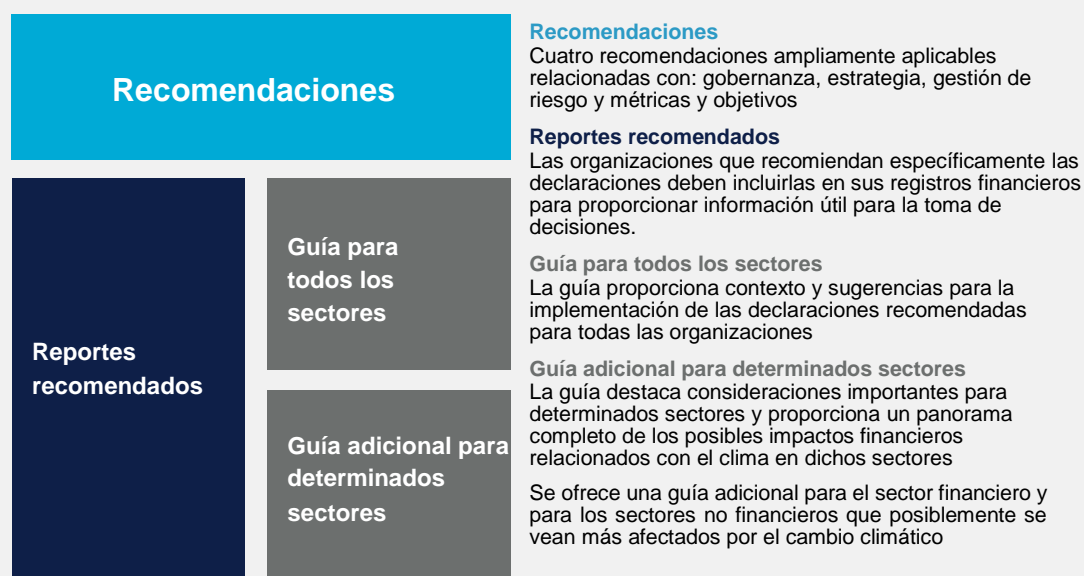 Recomendaciones
Reportes
recomendados
Guía para
todos los
sectores
Guía adicional para
determinados
sectores
Recomendaciones
Cuatro recomendaciones ampliamente aplicables
relacionadas con: gobernanza, estrategia, gestión de
riesgo y métricas y objetivos
Reportes recomendados
Las organizaciones que recomiendan específicamente las
declaraciones deben incluirlas en sus registros financieros
para proporcionar información útil para la toma de
decisiones.
Guía para todos los sectores
La guía proporciona contexto y sugerencias para la
implementación de las declaraciones recomendadas
para todas las organizaciones
Guía adicional para determinados sectores
La guía destaca consideraciones importantes para
determinados sectores y proporciona un panorama
completo de los posibles impactos financieros
relacionados con el clima en dichos sectores
Se ofrece una guía adicional para el sector financiero y
para los sectores no financieros que posiblemente se
vean más afectados por el cambio climático